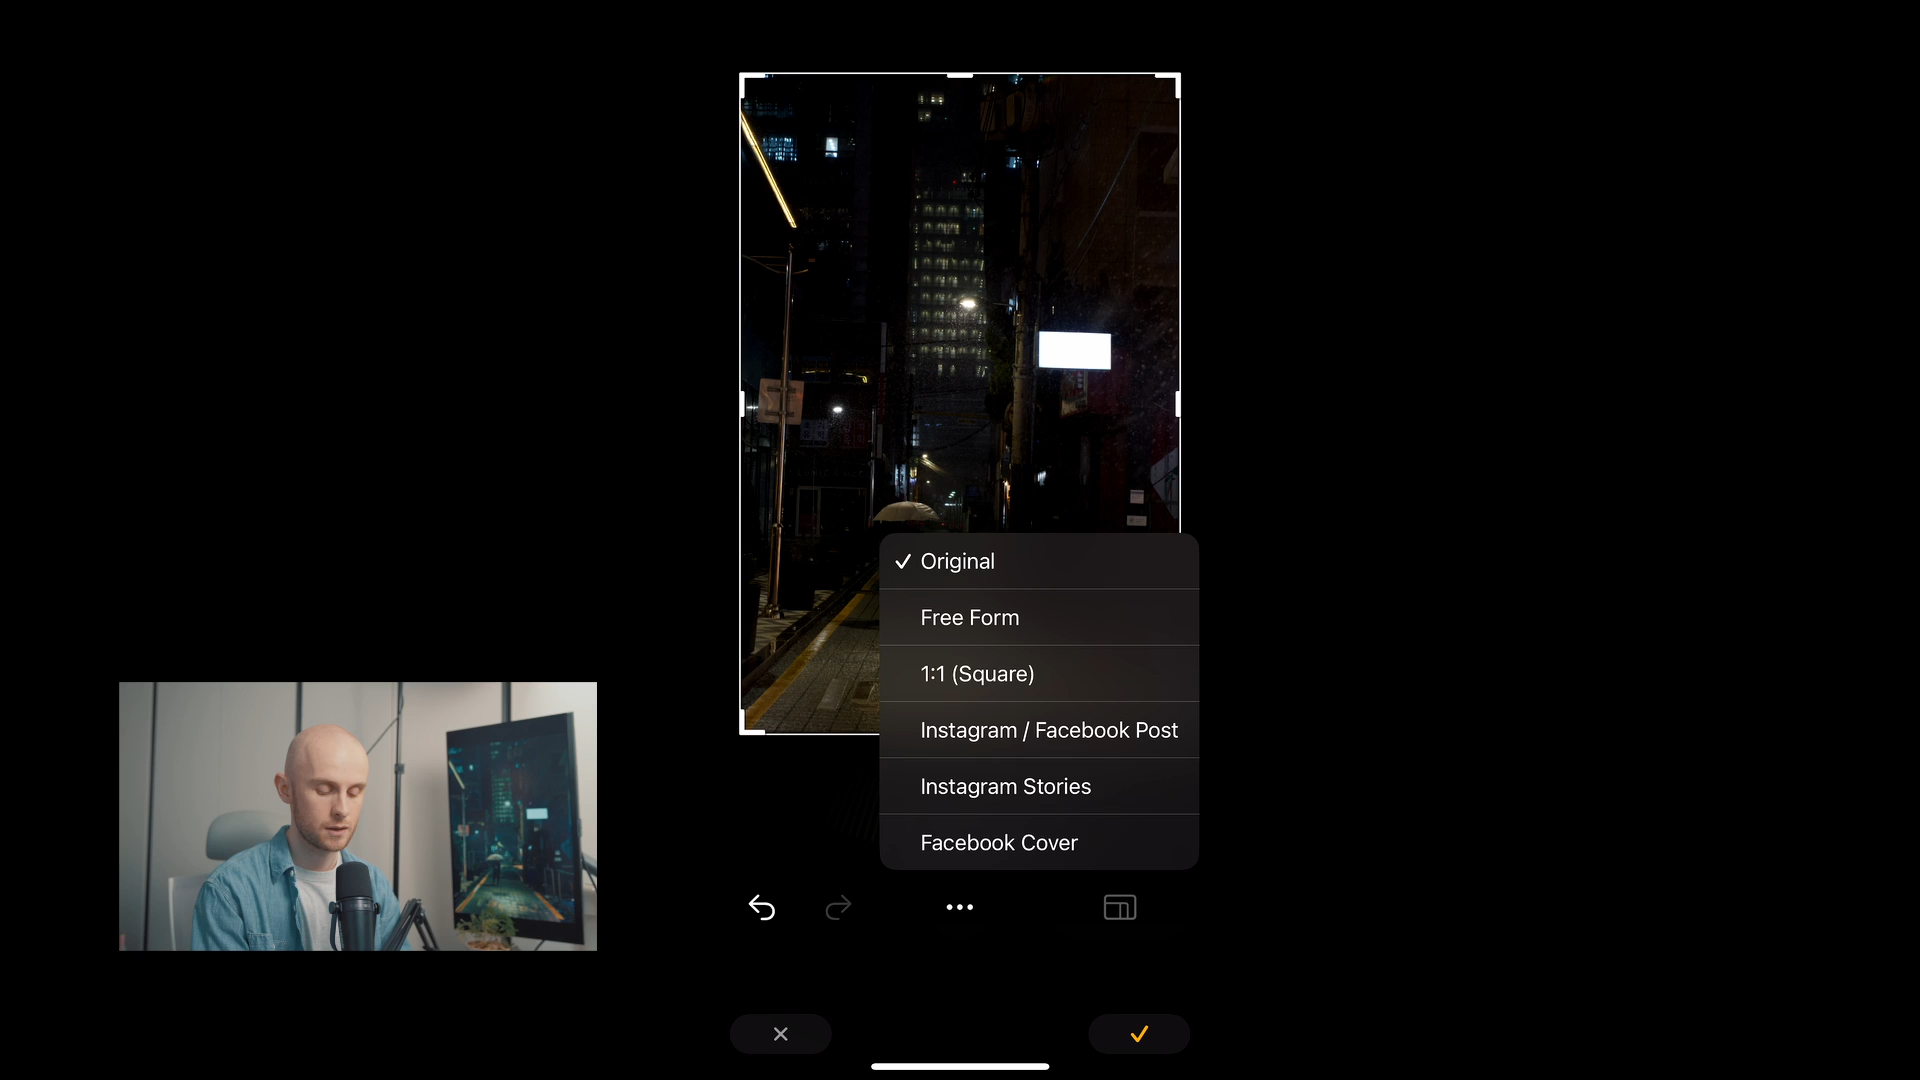 Original
Free Form
1:1 (Square)
Instagram / Facebook Post
Instagram Stories
Facebook Cover